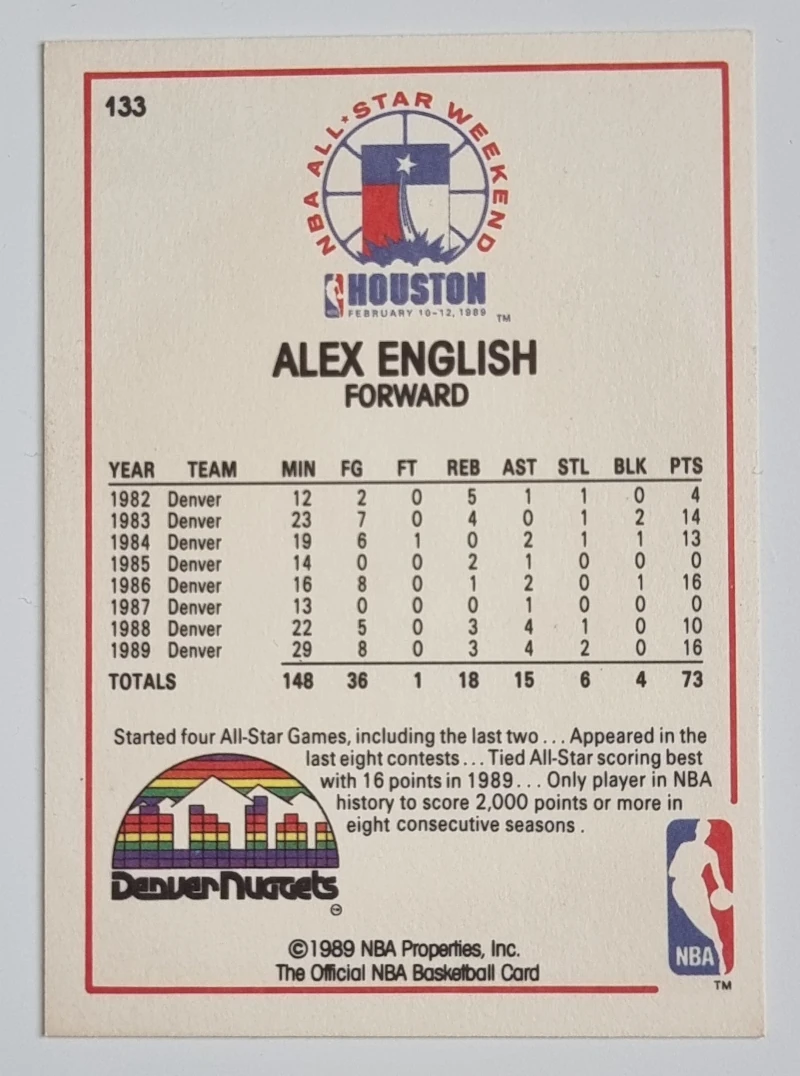 133
NBA ALL★STAR WEEKEND
HOUSTON
FEBRUARY 10-12, 1989 TM
ALEX ENGLISH
FORWARD
YEAR TEAM MIN FG FT REB AST STL BLK PTS
1982 Denver 12 2 0 5 1 1 0 4
1983 Denver 23 7 0 4 0 1 2 14
1984 Denver 19 6 1 0 2 1 1 13
1985 Denver 14 0 0 2 1 0 0 0
1986 Denver 16 8 0 1 2 0 1 16
1987 Denver 13 0 0 0 1 0 0 0
1988 Denver 22 5 0 3 4 1 0 10
1989 Denver 29 8 0 3 4 2 0 16
TOTALS 148 36 1 18 15 6 4 73
Started four All-Star Games, including the last two . . . Appeared in the
last eight contests . . . Tied All-Star scoring best
with 16 points in 1989 . . . Only player in NBA
history to score 2,000 points or more in
eight consecutive seasons .
Denver Nuggets
NBA
TM
©1989 NBA Properties, Inc.
The Official NBA Basketball Card